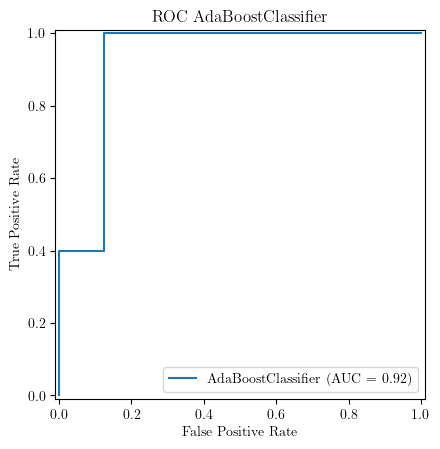 ROC AdaBoostClassifier
1.0
0.8
0.6
0.4
0.2
0.0
True Positive Rate
AdaBoostClassifier (AUC = 0.92)
0.0 0.2 0.4 0.6 0.8 1.0
False Positive Rate